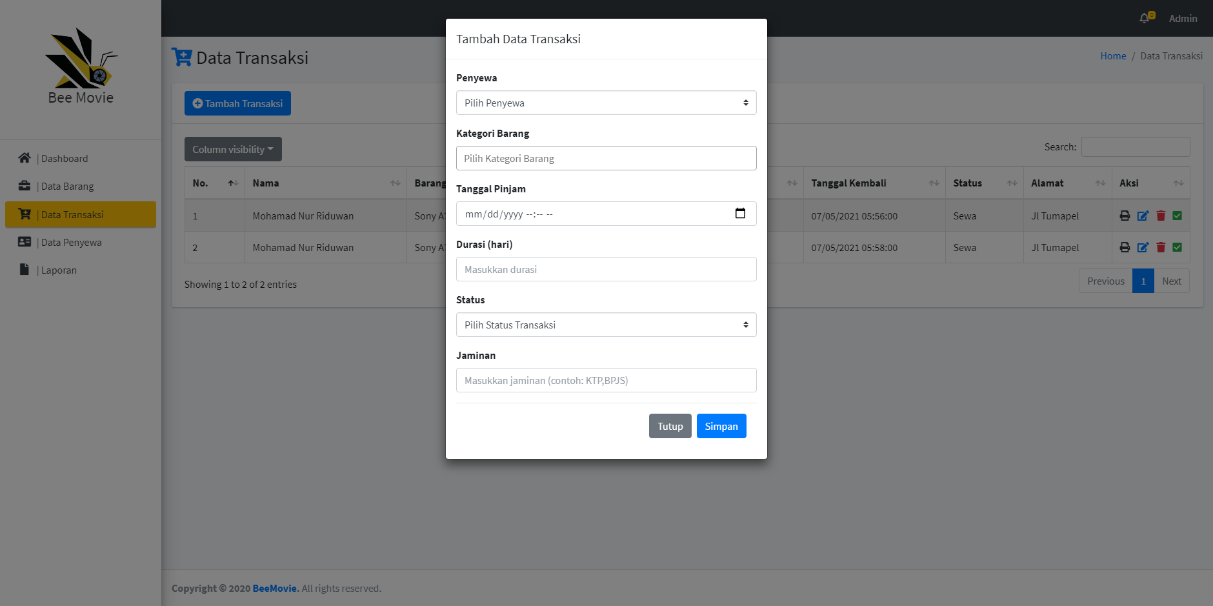 Admin
Bee Movie
| Dashboard
| Data Barang
| Data Transaksi
| Data Penyewa
| Laporan
Data Transaksi
Home / Data Transaksi
Tambah Transaksi
Column visibility
Search:
No. Nama Barang Tanggal Kembali Status Alamat Aksi
1 Mohamad Nur Riduwan Sony 07/05/2021 05:56:00 Sewa Jl Tumapel
2 Mohamad Nur Riduwan Sony 07/05/2021 05:58:00 Sewa Jl Tumapel
Showing 1 to 2 of 2 entries
Previous 1 Next
Tambah Data Transaksi
Penyewa
Pilih Penyewa
Kategori Barang
Pilih Kategori Barang
Tanggal Pinjam
mm/dd/yyyy --:-- --
Durasi (hari)
Masukkan durasi
Status
Pilih Status Transaksi
Jaminan
Masukkan jaminan (contoh: KTP,BPJS)
Tutup Simpan
Copyright © 2020 BeeMovie. All rights reserved.